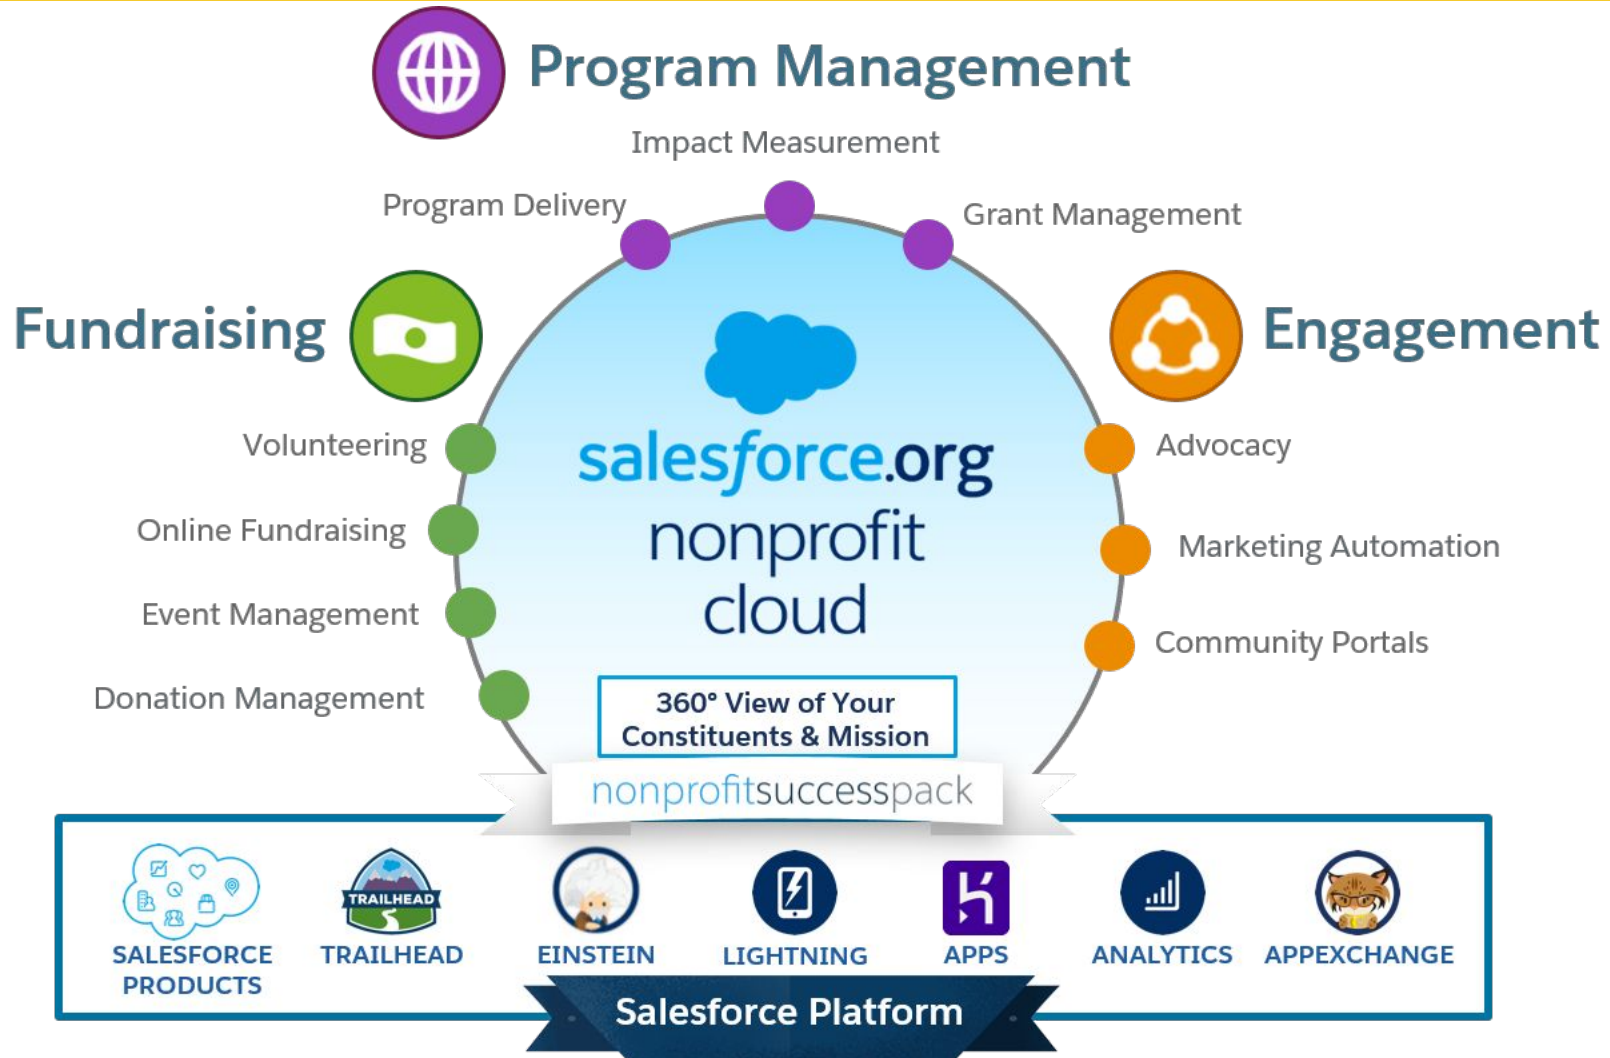 Program Management
Impact Measurement
Program Delivery
Grant Management
Fundraising
Engagement
Volunteering
Advocacy
Online Fundraising
Marketing Automation
Event Management
Community Portals
Donation Management
salesforce.org
nonprofit
cloud
360° View of Your
Constituents & Mission
nonprofitsuccesspack
TRAILHEAD
SALESFORCE
PRODUCTS
TRAILHEAD
EINSTEIN
LIGHTNING
APPS
ANALYTICS
APPEXCHANGE
Salesforce Platform